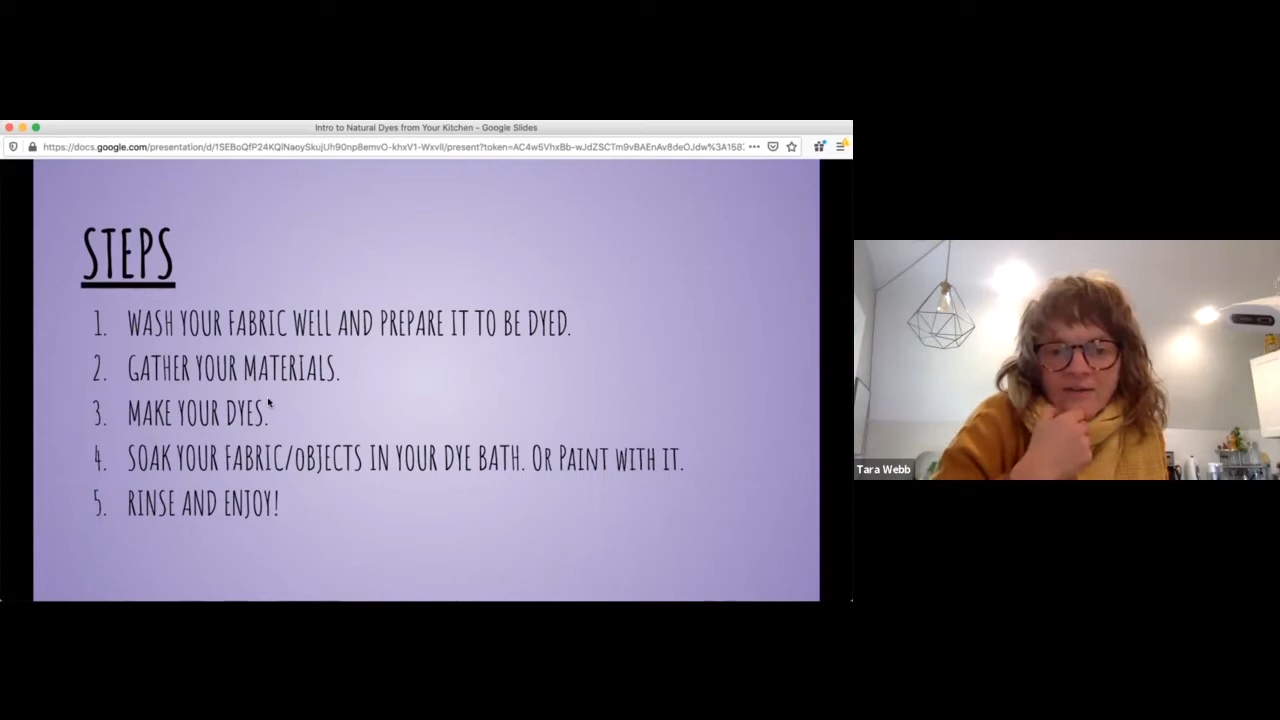 Intro to Natural Dyes from Your Kitchen - Google Slides
STEPS
1. WASH YOUR FABRIC WELL AND PREPARE IT TO BE DYED.
2. GATHER YOUR MATERIALS.
3. MAKE YOUR DYES.
4. SOAK YOUR FABRIC/OBJECTS IN YOUR DYE BATH. OR PAINT WITH IT.
5. RINSE AND ENJOY!
Tara Webb